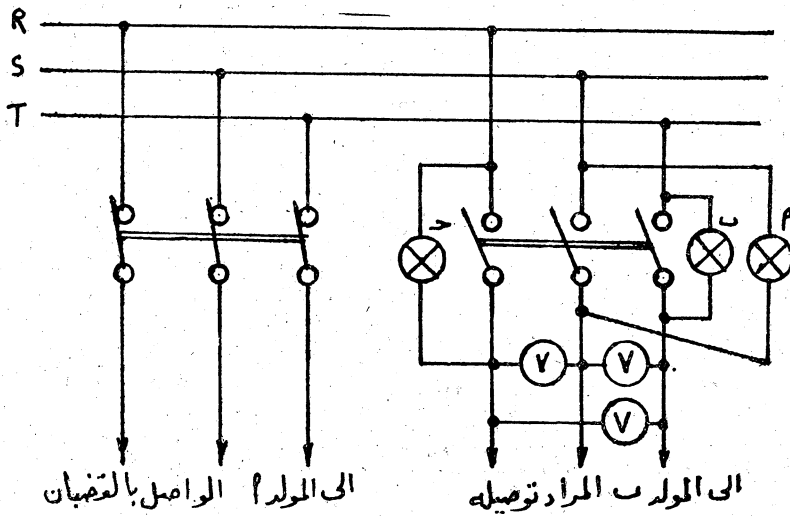 R
S
T
ج
ب
أ
V
V
V
الى المولد أ الواصل بالقضبان
الى المولد ب المراد توصيله